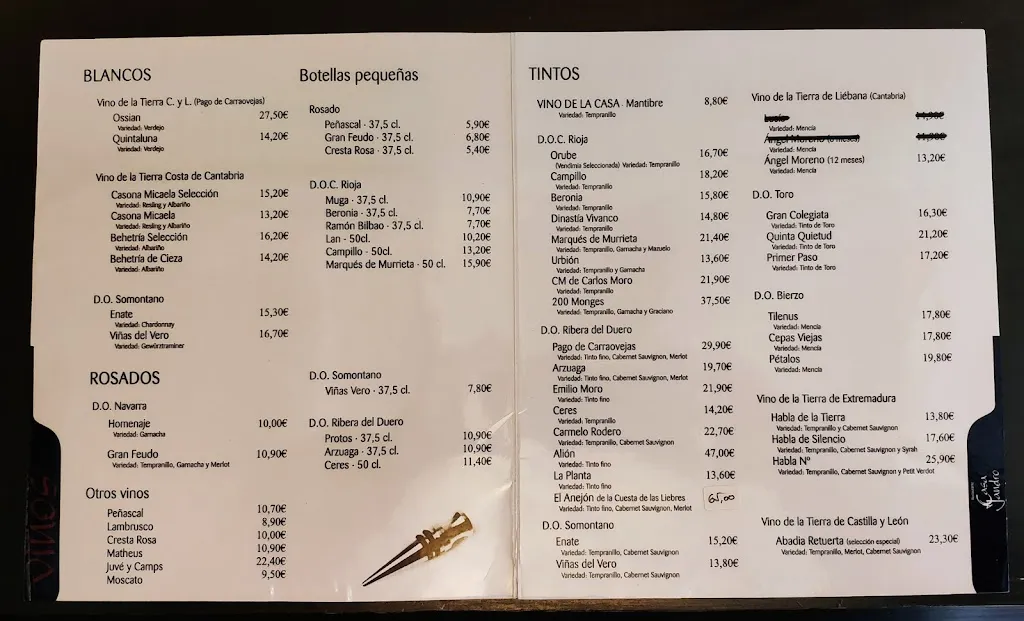 BLANCOS
Vino de la Tierra C. y L. (Pago de Carraovejas)
Ossian 27,50€
Variedad: Verdejo
Quintaluna 14,20€
Variedad: Verdejo
Vino de la Tierra Costa de Cantabria
Casona Micaela Selección 15,20€
Variedad: Resling y Albariño
Casona Micaela 13,20€
Variedad: Resling y Albariño
Behetría Selección 16,20€
Variedad: Albariño
Behetría de Cieza 14,20€
Variedad: Albariño
D.O. Somontano
Enate 15,30€
Variedad: Chardonnay
Viñas del Vero 16,70€
Variedad: Gewürztraminer
ROSADOS
D.O. Navarra
Homenaje 10,00€
Variedad: Garnacha
Gran Feudo 10,90€
Variedad: Tempranillo, Garnacha y Merlot
Otros vinos
Peñascal 10,70€
Lambrusco 8,90€
Cresta Rosa 10,00€
Matheus 10,90€
Juvé y Camps 22,40€
Moscato 9,50€
Botellas pequeñas
Rosado
Peñascal · 37,5 cl. 5,90€
Gran Feudo · 37,5 cl. 6,80€
Cresta Rosa · 37,5 cl. 5,40€
D.O.C. Rioja
Muga · 37,5 cl. 10,90€
Beronia · 37,5 cl. 7,70€
Ramón Bilbao · 37,5 cl. 7,70€
Lan · 50cl. 10,20€
Campillo · 50cl. 13,20€
Marqués de Murrieta · 50 cl. 15,90€
D.O. Somontano
Viñas Vero · 37,5 cl. 7,80€
D.O. Ribera del Duero
Protos · 37,5 cl. 10,90€
Arzuaga · 37,5 cl. 10,90€
Ceres · 50 cl. 11,40€
TINTOS
VINO DE LA CASA · Mantibre 8,80€
Variedad: Tempranillo
D.O.C. Rioja
Orube 16,70€
(Vendimia Seleccionada) Variedad: Tempranillo
Campillo 18,20€
Variedad: Tempranillo
Beronia 15,80€
Variedad: Tempranillo
Dinastía Vivanco 14,80€
Variedad: Tempranillo
Marqués de Murrieta 21,40€
Variedad: Tempranillo, Garnacha y Mazuelo
Urbión 13,60€
Variedad: Tempranillo y Garnacha
CM de Carlos Moro 21,90€
Variedad: Tempranillo
200 Monges 37,50€
Variedad: Tempranillo, Garnacha y Graciano
D.O. Ribera del Duero
Pago de Carraovejas 29,90€
Variedad: Tinto fino, Cabernet Sauvignon, Merlot
Arzuaga 19,70€
Variedad: Tinto fino, Cabernet Sauvignon, Merlot
Emilio Moro 21,90€
Variedad: Tinto fino
Ceres 14,20€
Variedad: Tempranillo
Carmelo Rodero 22,70€
Variedad: Tempranillo, Cabernet Sauvignon
Alión 47,00€
Variedad: Tinto fino
La Planta 13,60€
Variedad: Tinto fino
El Anejón de la Cuesta de las Liebres 65,00
Variedad: Tinto fino, Cabernet Sauvignon, Merlot
D.O. Somontano
Enate 15,20€
Variedad: Tempranillo, Cabernet Sauvignon
Viñas del Vero 13,80€
Variedad: Tempranillo, Cabernet Sauvignon
Vino de la Tierra de Liébana (Cantabria)
Variedad: Mencía
Ángel Moreno (6 meses)
Variedad: Mencía
Ángel Moreno (12 meses) 13,20€
Variedad: Mencía
D.O. Toro
Gran Colegiata 16,30€
Variedad: Tinto de Toro
Quinta Quietud 21,20€
Variedad: Tinto de Toro
Primer Paso 17,20€
Variedad: Tinto de Toro
D.O. Bierzo
Tilenus 17,80€
Variedad: Mencía
Cepas Viejas 17,80€
Variedad: Mencía
Pétalos 19,80€
Variedad: Mencía
Vino de la Tierra de Extremadura
Habla de la Tierra 13,80€
Variedad: Tempranillo y Cabernet Sauvignon
Habla de Silencio 17,60€
Variedad: Tempranillo, Cabernet Sauvignon y Syrah
Habla Nº 25,90€
Variedad: Tempranillo, Cabernet Sauvignon y Petit Verdot
Vino de la Tierra de Castilla y León
Abadia Retuerta (selección especial) 23,30€
Variedad: Tempranillo, Merlot, Cabernet Sauvignon
VINOS
Casa